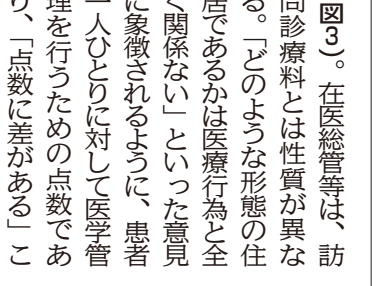 図3）。在医総管等は、訪
問診療料とは性質が異な
る。「どのような形態の住
居であるかは医療行為と全
く関係ない」といった意見
に象徴されるように、患者
一人ひとりに対して医学管
理を行うための点数であ
り、「点数に差がある」こ